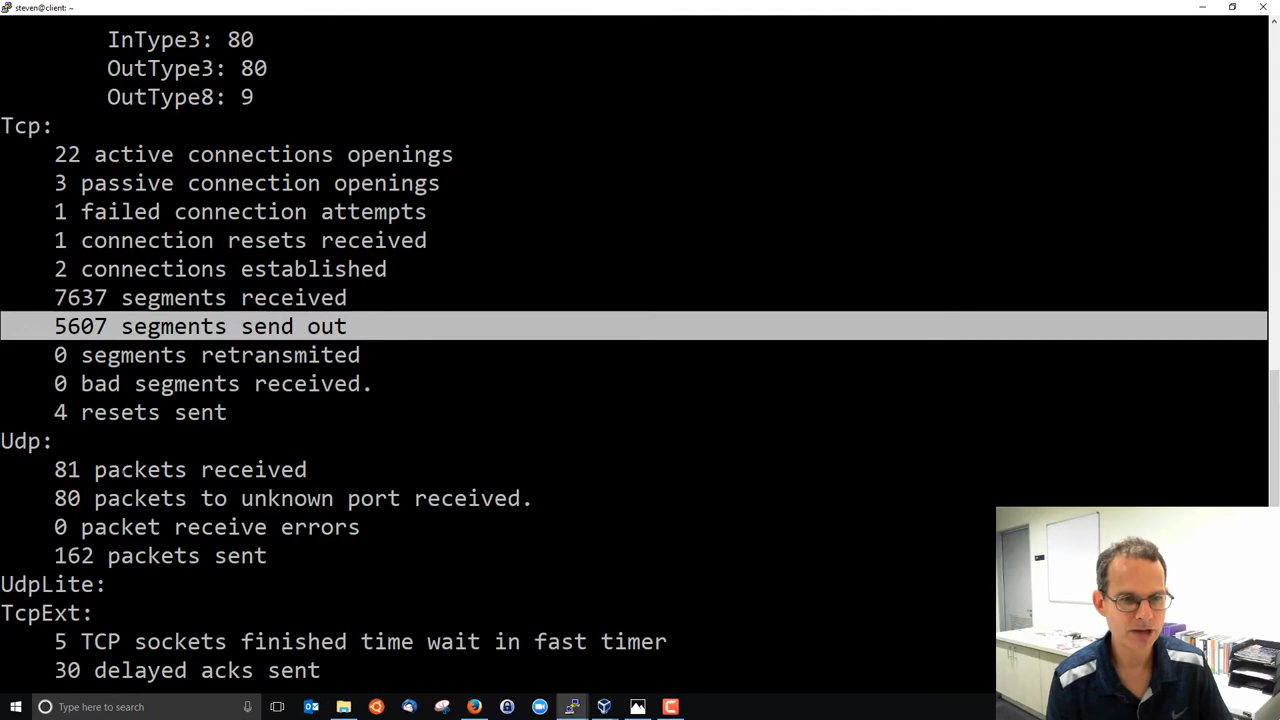 steven@client: ~
InType3: 80
OutType3: 80
OutType8: 9
Tcp:
22 active connections openings
3 passive connection openings
1 failed connection attempts
1 connection resets received
2 connections established
7637 segments received
5607 segments send out
0 segments retransmited
0 bad segments received.
4 resets sent
Udp:
81 packets received
80 packets to unknown port received.
0 packet receive errors
162 packets sent
UdpLite:
TcpExt:
5 TCP sockets finished time wait in fast timer
30 delayed acks sent
Type here to search